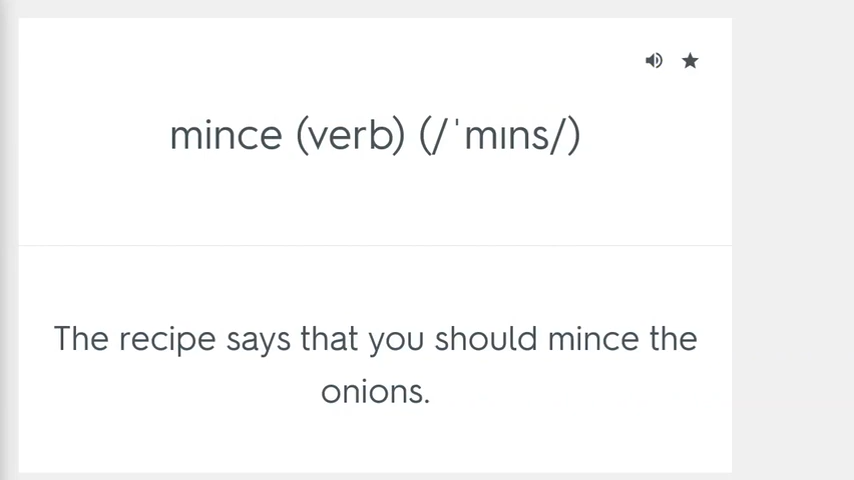 mince (verb) (/ˈmɪns/)
The recipe says that you should mince the
onions.